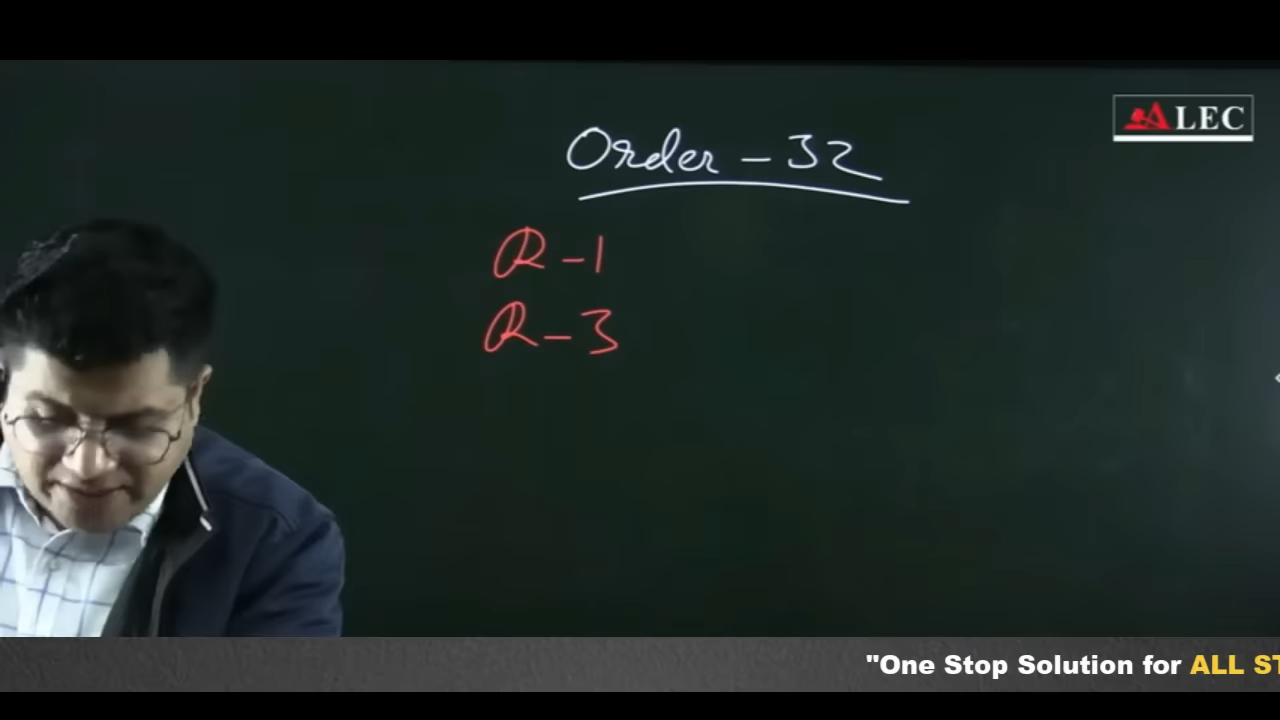 Order - 32
ALEC
R - 1
R - 3
"One Stop Solution for ALL ST